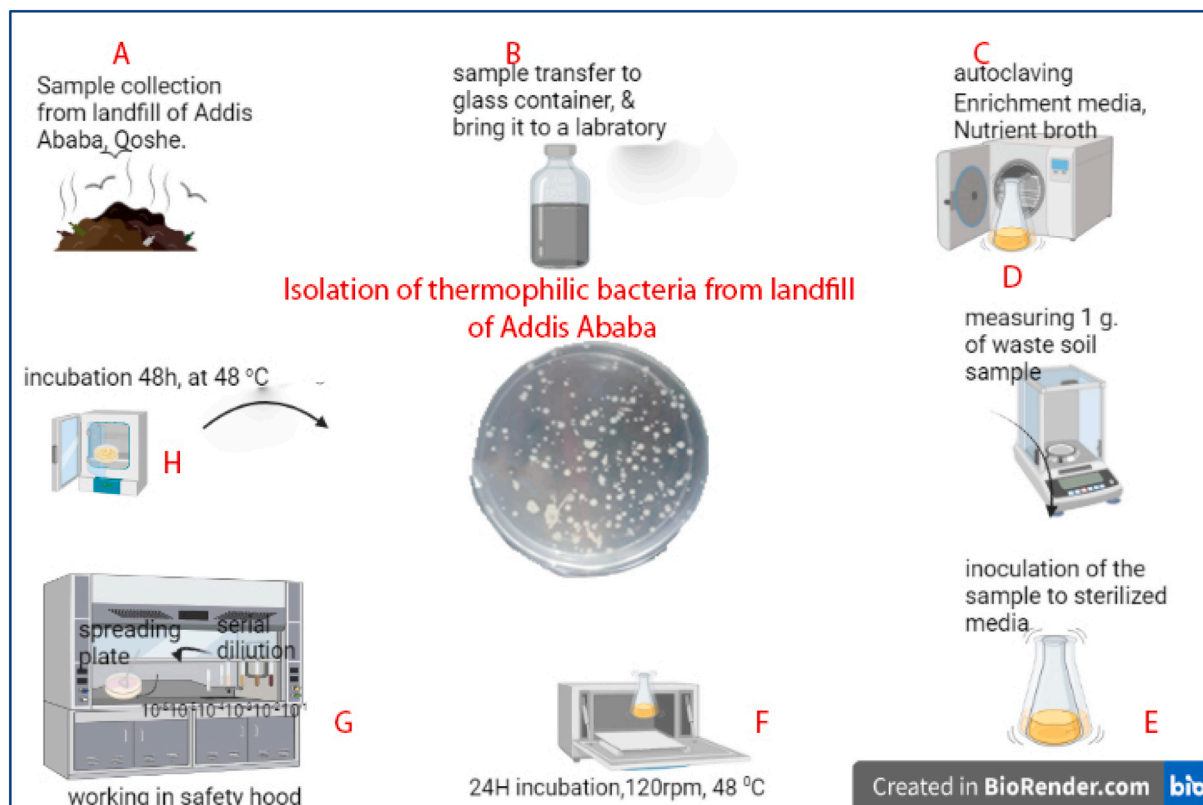 A
Sample collection
from landfill of Addis
Ababa, Qoshe.
B
sample transfer to
glass container, &
bring it to a labratory
C
autoclaving
Enrichment media,
Nutrient broth
Isolation of thermophilic bacteria from landfill
of Addis Ababa
D
measuring 1 g.
of waste soil
sample
incubation 48h, at 48 °C
H
inoculation of the
sample to sterilized
media
E
spreading
plate
serial
diliution
G
working in safety hood
F
24H incubation,120rpm, 48 ⁰C
Created in BioRender.com
bio